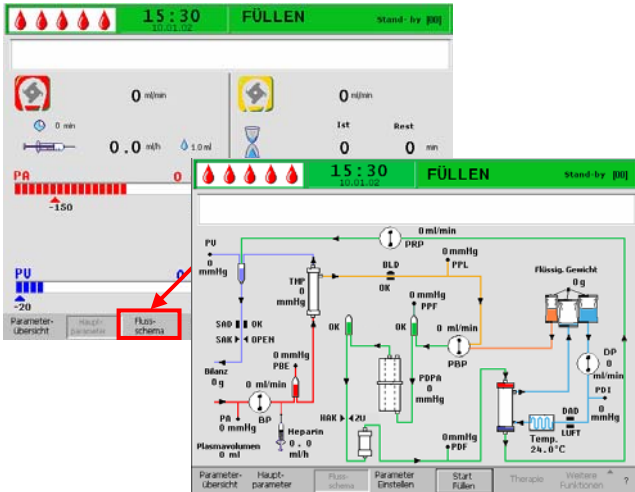 15:30
10.01.02
FÜLLEN
Stand-by [00]
0 ml/min
0 ml/min
0 min
Ist Rest
0.0 ml/h 1.0 ml
0 0 min
PA 0
-150
PU 0
-20
Parameter-
übersicht
Haupt-
parameter
Fluss-
schema
15:30
10.01.02
FÜLLEN
Stand-by [00]
0 ml/min
PRP
PU
0
mmHg
0 mmHg
PPL
BLD
OK
TMP
0
mmHg
Flüssig. Gewicht
0 g
0 mmHg
PPF
SAD OK
SAK OPEN
OK
OK
0 ml/min
PBP
DP
0
ml/min
Bilanz
0 g
0 mmHg
PBE
0 ml/min
BP
PDPA
0
mmHg
PDI
0
mmHg
PA
0 mmHg
Heparin
0.0
ml/h
HAK ZU
DAD
LUFT
Plasmavolumen
0 ml
0mmHg
PDF
Temp.
24.0°C
Parameter-
übersicht
Haupt-
parameter
Fluss-
schema
Parameter
Einstellen
Start
Füllen
Therapie
Weitere
Funktionen
?